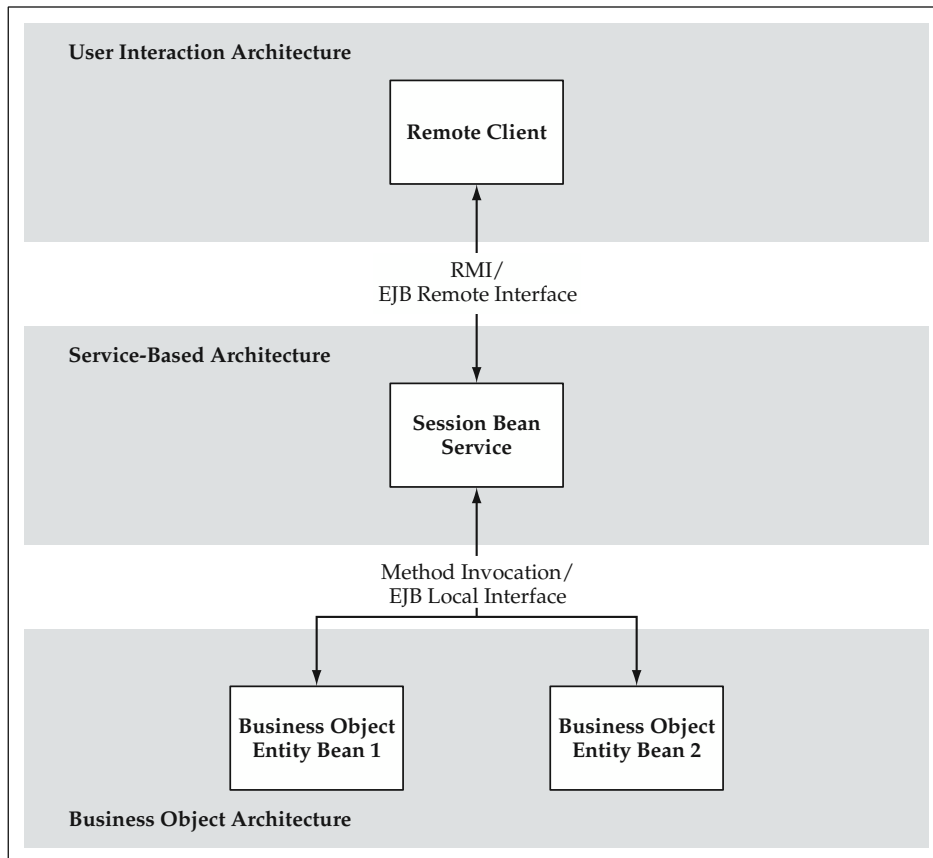 User Interaction Architecture
Remote Client
RMI/
EJB Remote Interface
Service-Based Architecture
Session Bean
Service
Method Invocation/
EJB Local Interface
Business Object
Entity Bean 1
Business Object
Entity Bean 2
Business Object Architecture